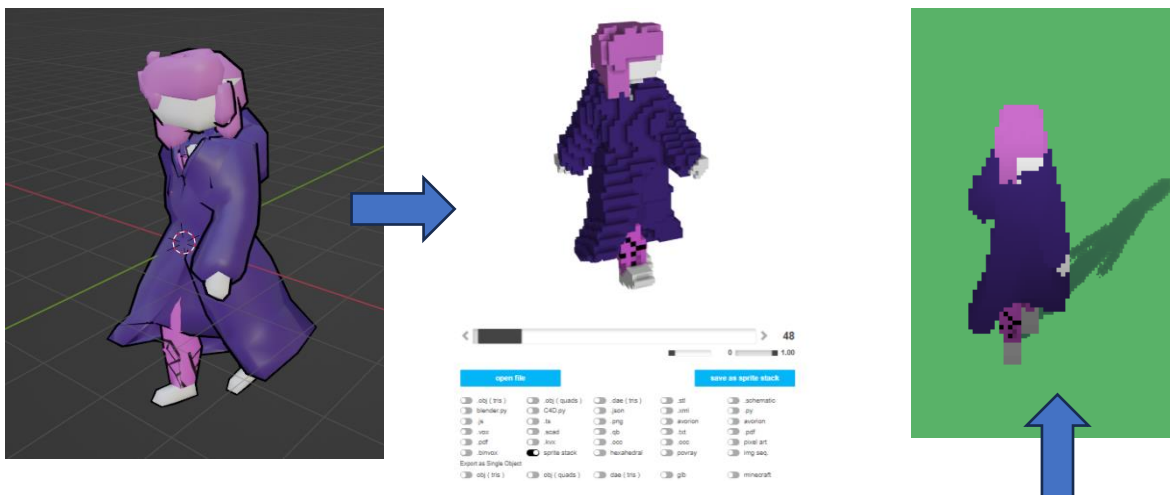 < > 48
0 1.00
open file save as sprite stack
.obj ( tris ) .obj ( quads ) .dae ( tris ) .stl .schematic
blender.py C4D.py .json .xml .py
.js .ts .png avorion avorion
.vox .scad .qb .txt .pdf
.pdf .kvx .ooo .ooo pixel art
.binvox sprite stack hexahedral povray img seq.
Export as Single Object
obj ( tris ) obj ( quads ) dae ( tris ) glb minecraft